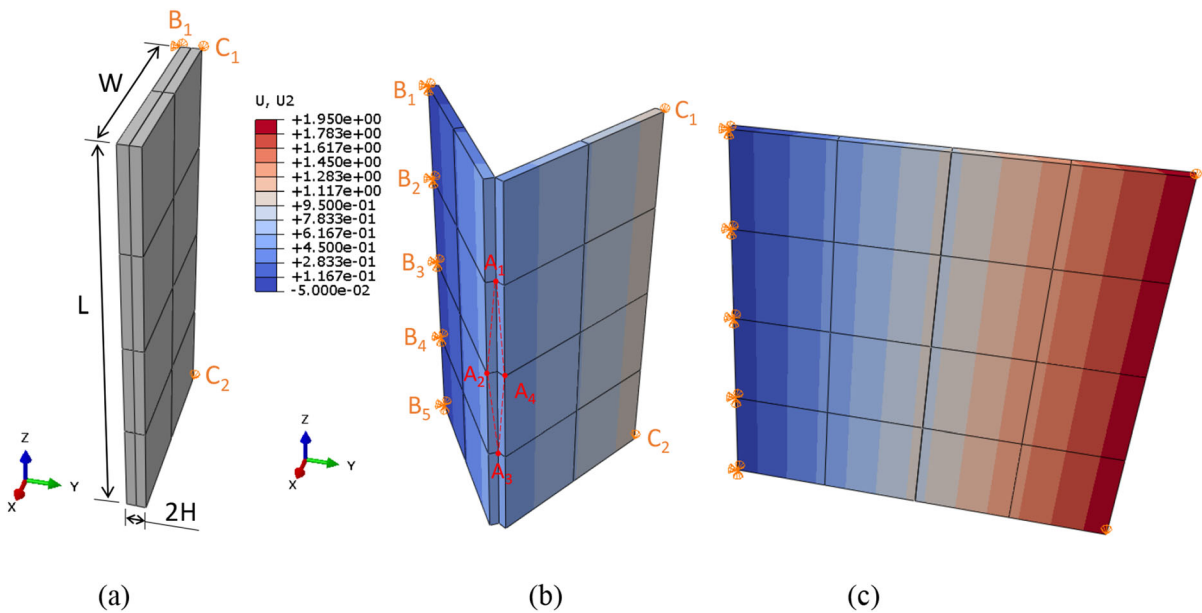 B1
C1
W
L
C2
2H
Z
Y
X
(a)
U, U2
+1.950e+00
+1.783e+00
+1.617e+00
+1.450e+00
+1.283e+00
+1.117e+00
+9.500e-01
+7.833e-01
+6.167e-01
+4.500e-01
+2.833e-01
+1.167e-01
-5.000e-02
Z
Y
X
B1
B2
B3
B4
B5
C1
C2
A1
A2
A4
A3
(b)
(c)